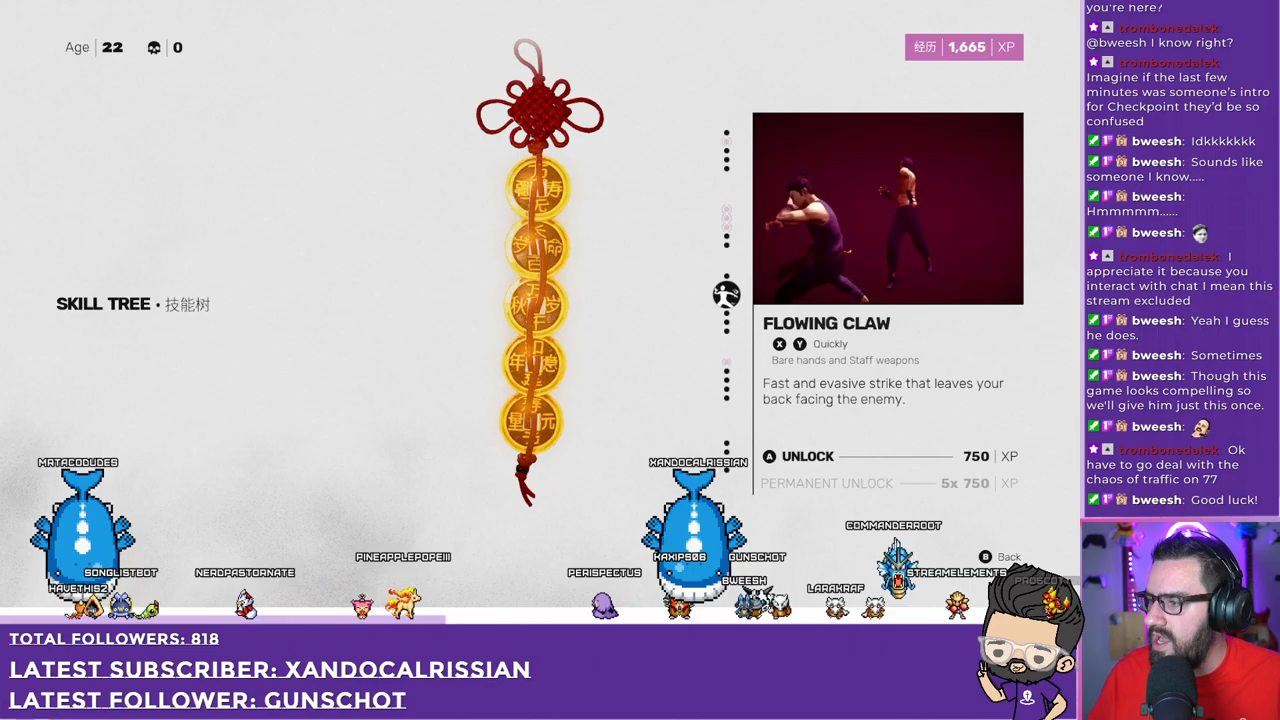 Age 22 0
经历 1,665 XP
SKILL TREE • 技能树
FLOWING CLAW
X Y Quickly
Bare hands and Staff weapons
Fast and evasive strike that leaves your
back facing the enemy.
A UNLOCK 750 XP
PERMANENT UNLOCK 5x 750 XP
B Back
MRTACODUDES
XANDOCALRISSIAN
COMMANDERROOT
PINEAPPLEPOPEIII
KAXIPS06
GUNSCHOT
SONGLISTBOT
NERDPASTORNATE
PERISPECTUS
STREAMELEMENTS
BWEESH
HAVETHIS2
LARAMRAF
TOTAL FOLLOWERS: 818
LATEST SUBSCRIBER: XANDOCALRISSIAN
LATEST FOLLOWER: GUNSCHOT
you're here?
trombonedalek:
@bweesh I know right?
trombonedalek:
Imagine if the last few
minutes was someone's intro
for Checkpoint they'd be so
confused
bweesh: Idkkkkkkk
bweesh: Sounds like
someone I know.....
bweesh:
Hmmmmm......
bweesh:
trombonedalek: I
appreciate it because you
interact with chat I mean this
stream excluded
bweesh: Yeah I guess
he does.
bweesh: Sometimes
bweesh: Though this
game looks compelling so
we'll give him just this once.
bweesh:
trombonedalek: Ok
have to go deal with the
chaos of traffic on 77
bweesh: Good luck!